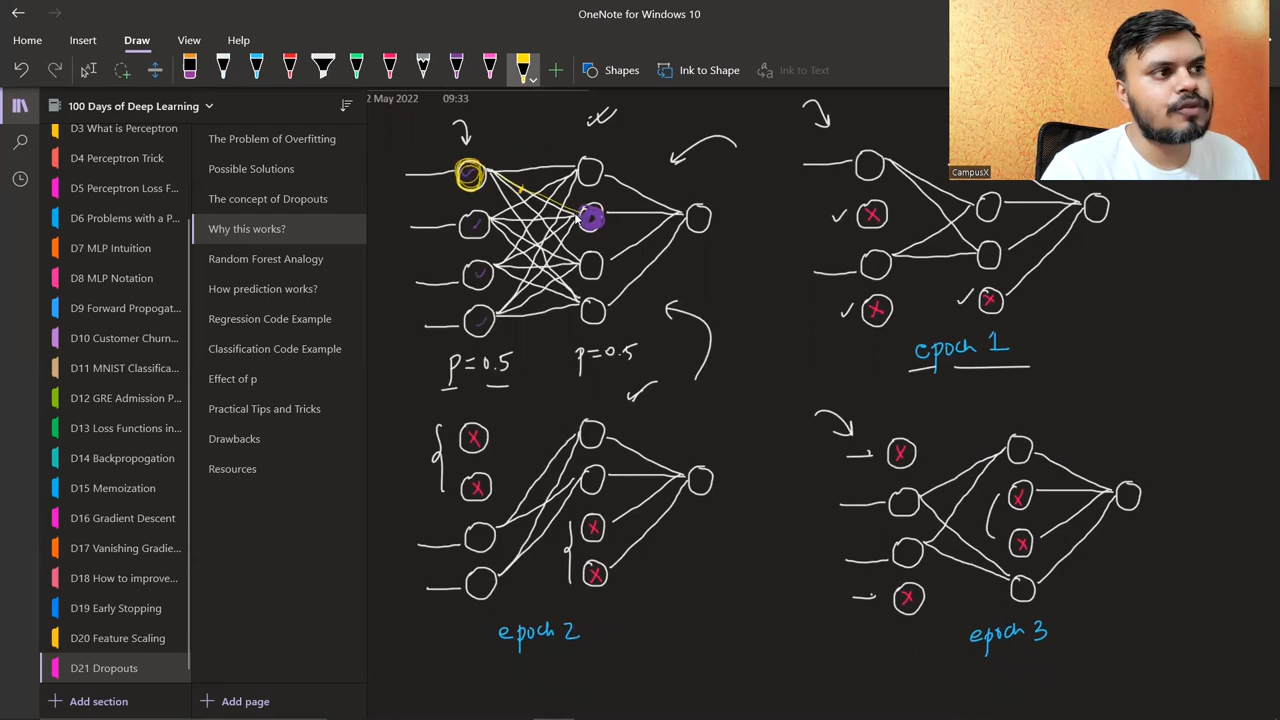 OneNote for Windows 10
Home
Insert
Draw
View
Help
Shapes
Ink to Shape
Ink to Text
100 Days of Deep Learning
2 May 2022
09:33
D3 What is Perceptron
D4 Perceptron Trick
D5 Perceptron Loss F...
D6 Problems with a P...
D7 MLP Intuition
D8 MLP Notation
D9 Forward Propogat...
D10 Customer Churn...
D11 MNIST Classifica...
D12 GRE Admission P...
D13 Loss Functions in...
D14 Backpropogation
D15 Memoization
D16 Gradient Descent
D17 Vanishing Gradie...
D18 How to improve...
D19 Early Stopping
D20 Feature Scaling
D21 Dropouts
Add section
The Problem of Overfitting
Possible Solutions
The concept of Dropouts
Why this works?
Random Forest Analogy
How prediction works?
Regression Code Example
Classification Code Example
Effect of p
Practical Tips and Tricks
Drawbacks
Resources
Add page
p=0.5
p=0.5
epoch 1
epoch 2
epoch 3
CampusX